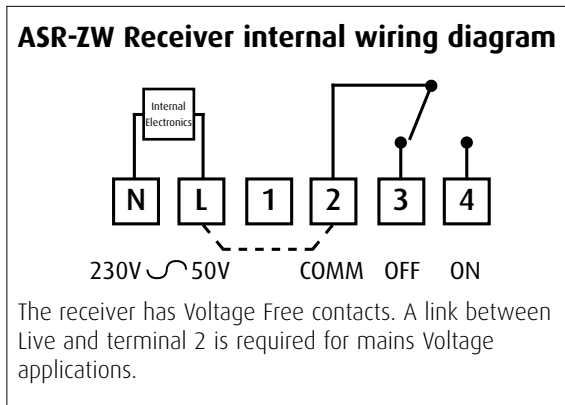 ASR-ZW Receiver internal wiring diagram
Internal
Electronics
N L 1 2 3 4
230V 50V COMM OFF ON
The receiver has Voltage Free contacts. A link between
Live and terminal 2 is required for mains Voltage
applications.